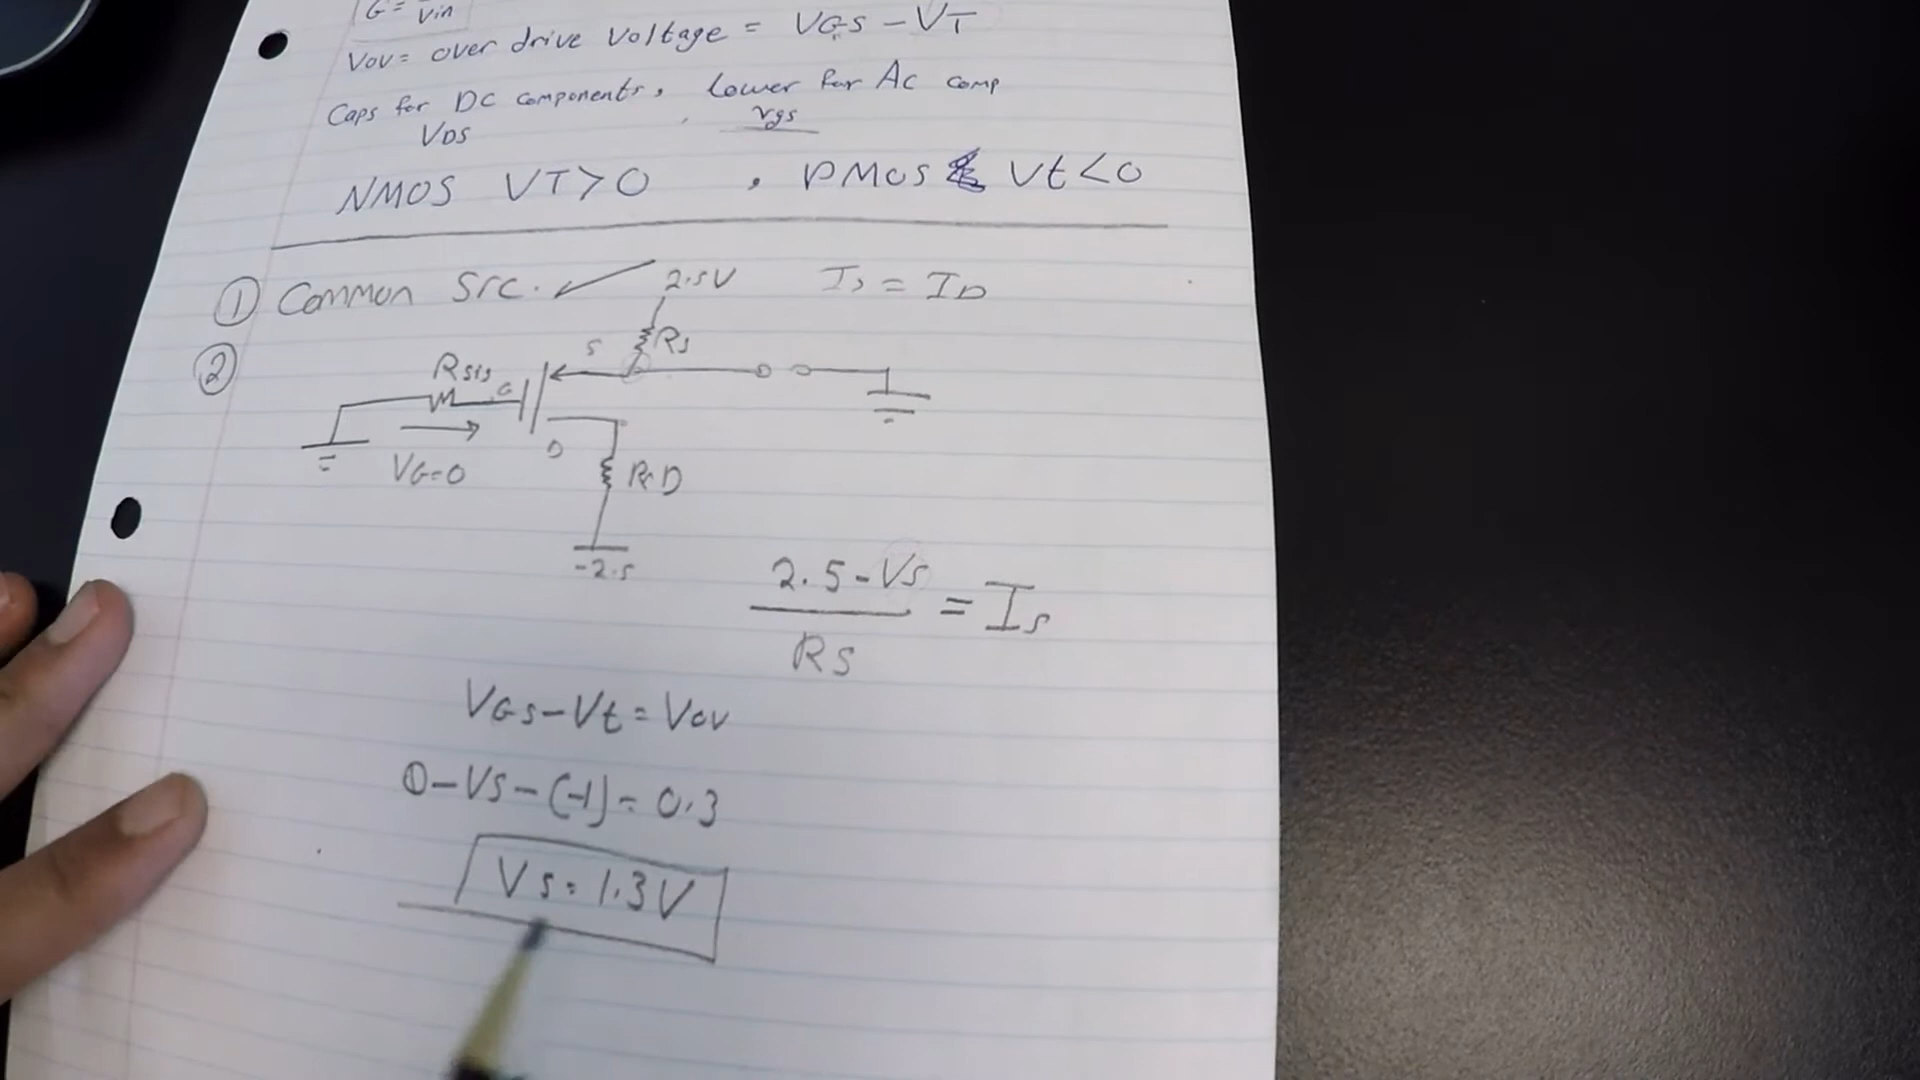 G = Vin
Vov = over drive Voltage = VGS - VT
Caps for DC components, Lower for AC comp
VDS vgs
NMOS VT>0 , PMOS Vt<0
① Common Src. 2.5V Is = ID
②
S Rs
Rsig G
VG=0 D RD
-2.5
2.5-Vs
= Is
RS
VGS-Vt=Vov
0-VS-(-1)=0.3
Vs=1.3V